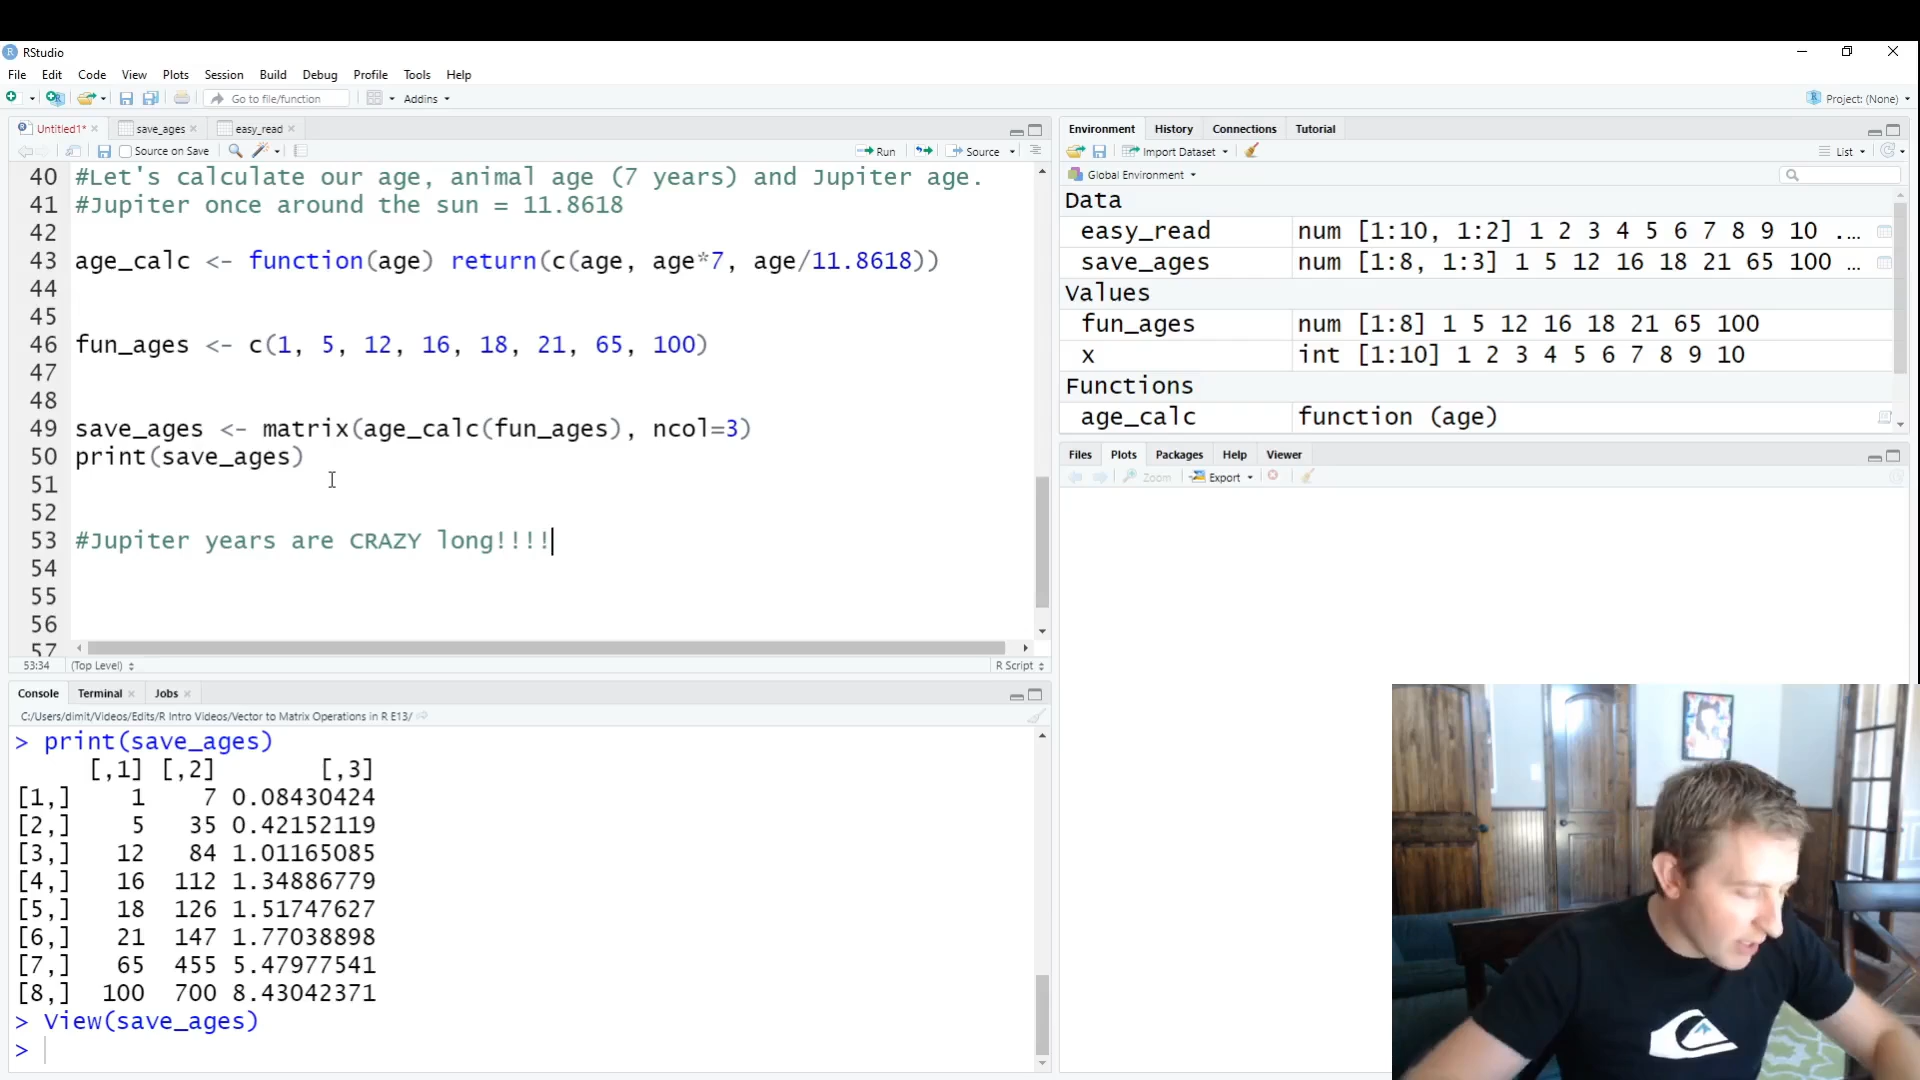 RStudio
File Edit Code View Plots Session Build Debug Profile Tools Help
Go to file/function Addins Project: (None)
Untitled1* save_ages easy_read
Source on Save Run Source
40 #Let's calculate our age, animal age (7 years) and Jupiter age.
41 #Jupiter once around the sun = 11.8618
42
43 age_calc <- function(age) return(c(age, age*7, age/11.8618))
44
45
46 fun_ages <- c(1, 5, 12, 16, 18, 21, 65, 100)
47
48
49 save_ages <- matrix(age_calc(fun_ages), ncol=3)
50 print(save_ages)
51
52
53 #Jupiter years are CRAZY long!!!!
54
55
56
57
53:34 (Top Level) R Script
Console Terminal Jobs
C:/Users/dimit/Videos/Edits/R Intro Videos/Vector to Matrix Operations in R E13/
> print(save_ages)
[,1] [,2] [,3]
[1,] 1 7 0.08430424
[2,] 5 35 0.42152119
[3,] 12 84 1.01165085
[4,] 16 112 1.34886779
[5,] 18 126 1.51747627
[6,] 21 147 1.77038898
[7,] 65 455 5.47977541
[8,] 100 700 8.43042371
> View(save_ages)
>
Environment History Connections Tutorial
Import Dataset List
Global Environment
Data
easy_read num [1:10, 1:2] 1 2 3 4 5 6 7 8 9 10 ....
save_ages num [1:8, 1:3] 1 5 12 16 18 21 65 100 ...
Values
fun_ages num [1:8] 1 5 12 16 18 21 65 100
x int [1:10] 1 2 3 4 5 6 7 8 9 10
Functions
age_calc function (age)
Files Plots Packages Help Viewer
Zoom Export